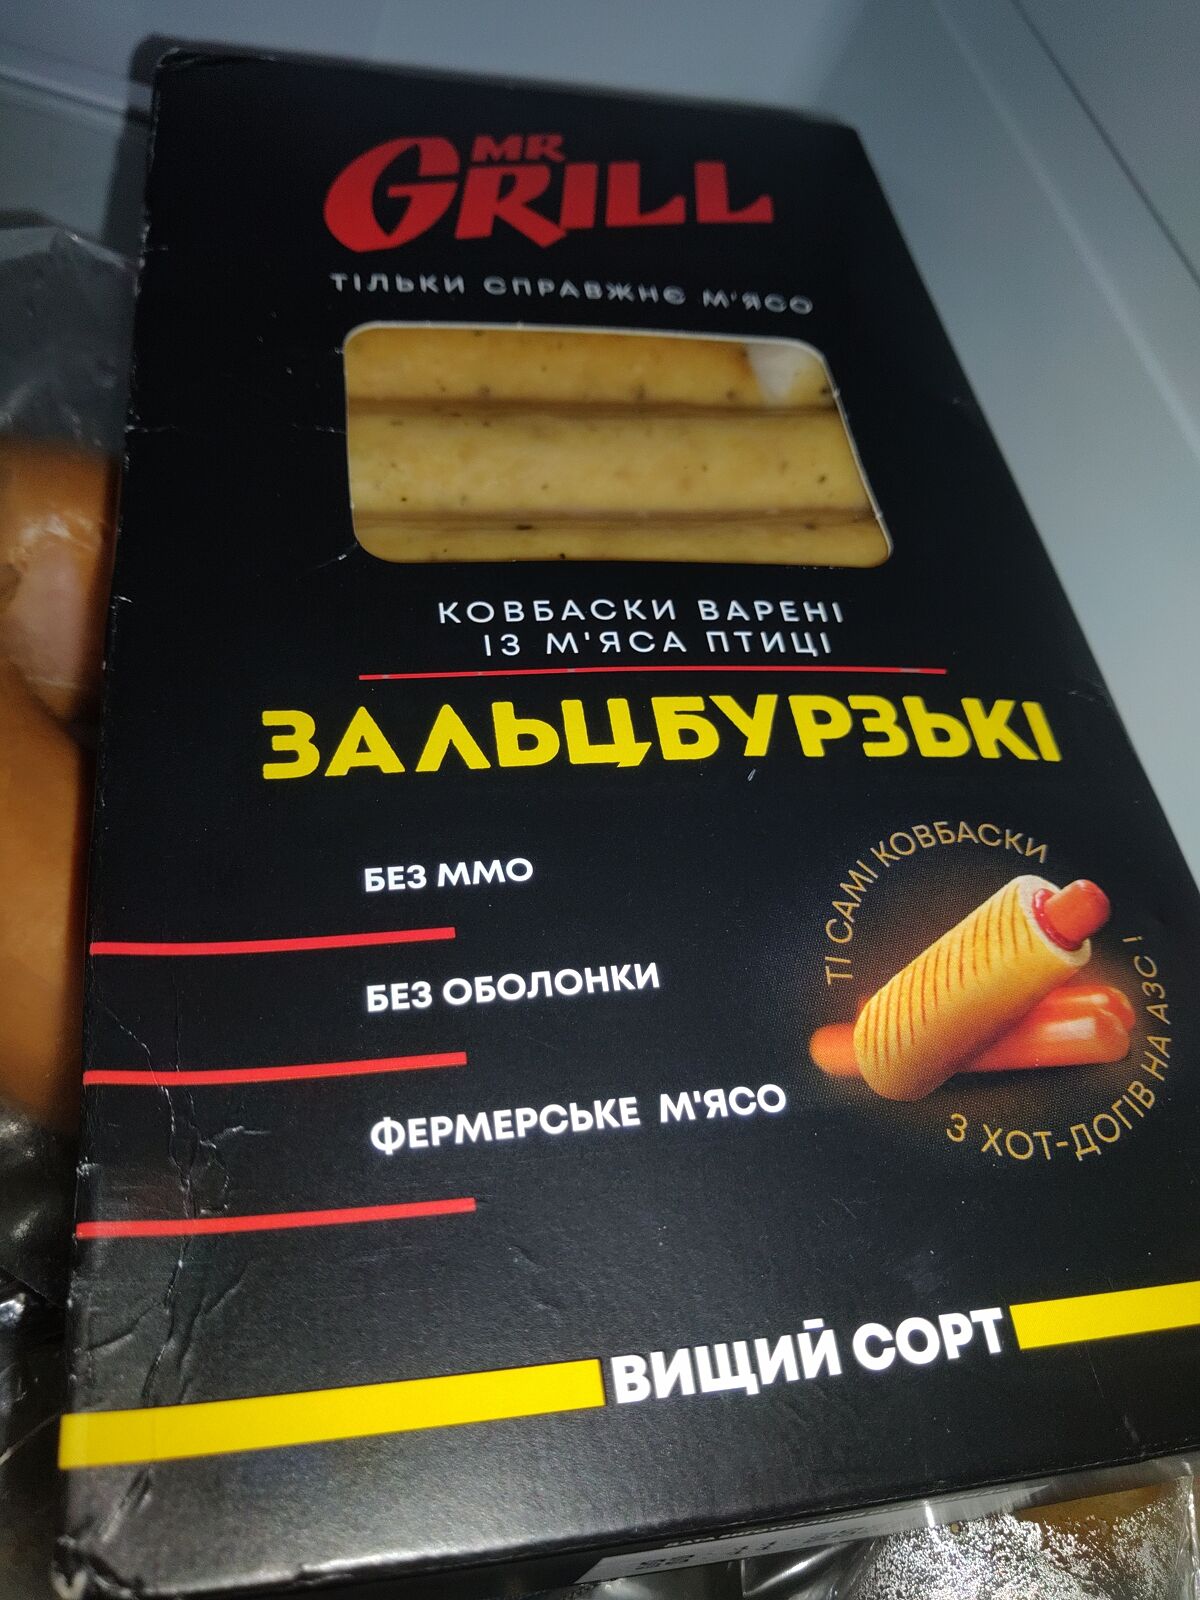 MR
GRILL
ТІЛЬКИ СПРАВЖНЄ М'ЯСО
КОВБАСКИ ВАРЕНІ
ІЗ М'ЯСА ПТИЦІ
ЗАЛЬЦБУРЗЬКІ
БЕЗ ММО
БЕЗ ОБОЛОНКИ
ФЕРМЕРСЬКЕ М'ЯСО
ТІ САМІ КОВБАСКИ
З ХОТ-ДОГІВ НА АЗС !
ВИЩИЙ СОРТ